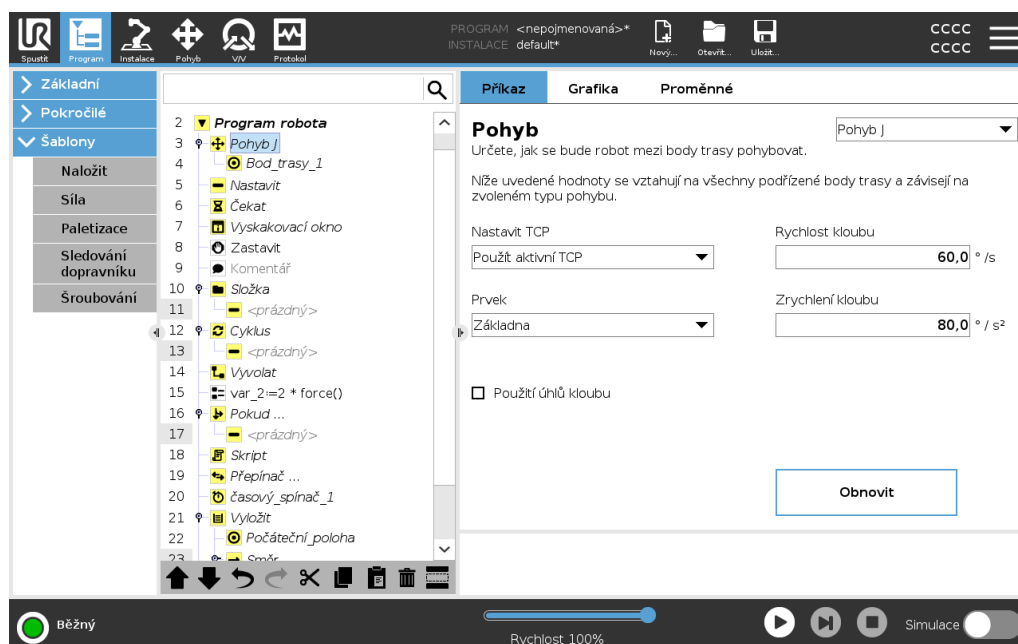 UR
Spustit
Program
Instalace
Pohyb
V/V
Protokol
PROGRAM <nepojmenovaná>*
INSTALACE default*
Nový...
Otevřít...
Uložit...
CCCC
CCCC
Základní
Pokročilé
Šablony
Naložit
Síla
Paletizace
Sledování
dopravníku
Šroubování
2 Program robota
3 Pohyb J
4 Bod_trasy_1
5 Nastavit
6 Čekat
7 Vyskakovací okno
8 Zastavit
9 Komentář
10 Složka
11 <prázdný>
12 Cyklus
13 <prázdný>
14 Vyvolat
15 var_2:=2 * force()
16 Pokud ...
17 <prázdný>
18 Skript
19 Přepínač ...
20 časový_spínač_1
21 Vyložit
22 Počáteční_poloha
23 Směr
Příkaz
Grafika
Proměnné
Pohyb
Pohyb J
Určete, jak se bude robot mezi body trasy pohybovat.
Níže uvedené hodnoty se vztahují na všechny podřízené body trasy a závisejí na
zvoleném typu pohybu.
Nastavit TCP
Rychlost kloubu
Použít aktivní TCP
60,0 °/s
Prvek
Zrychlení kloubu
Základna
80,0 °/s²
Použití úhlů kloubu
Obnovit
Běžný
Rychlost 100%
Simulace